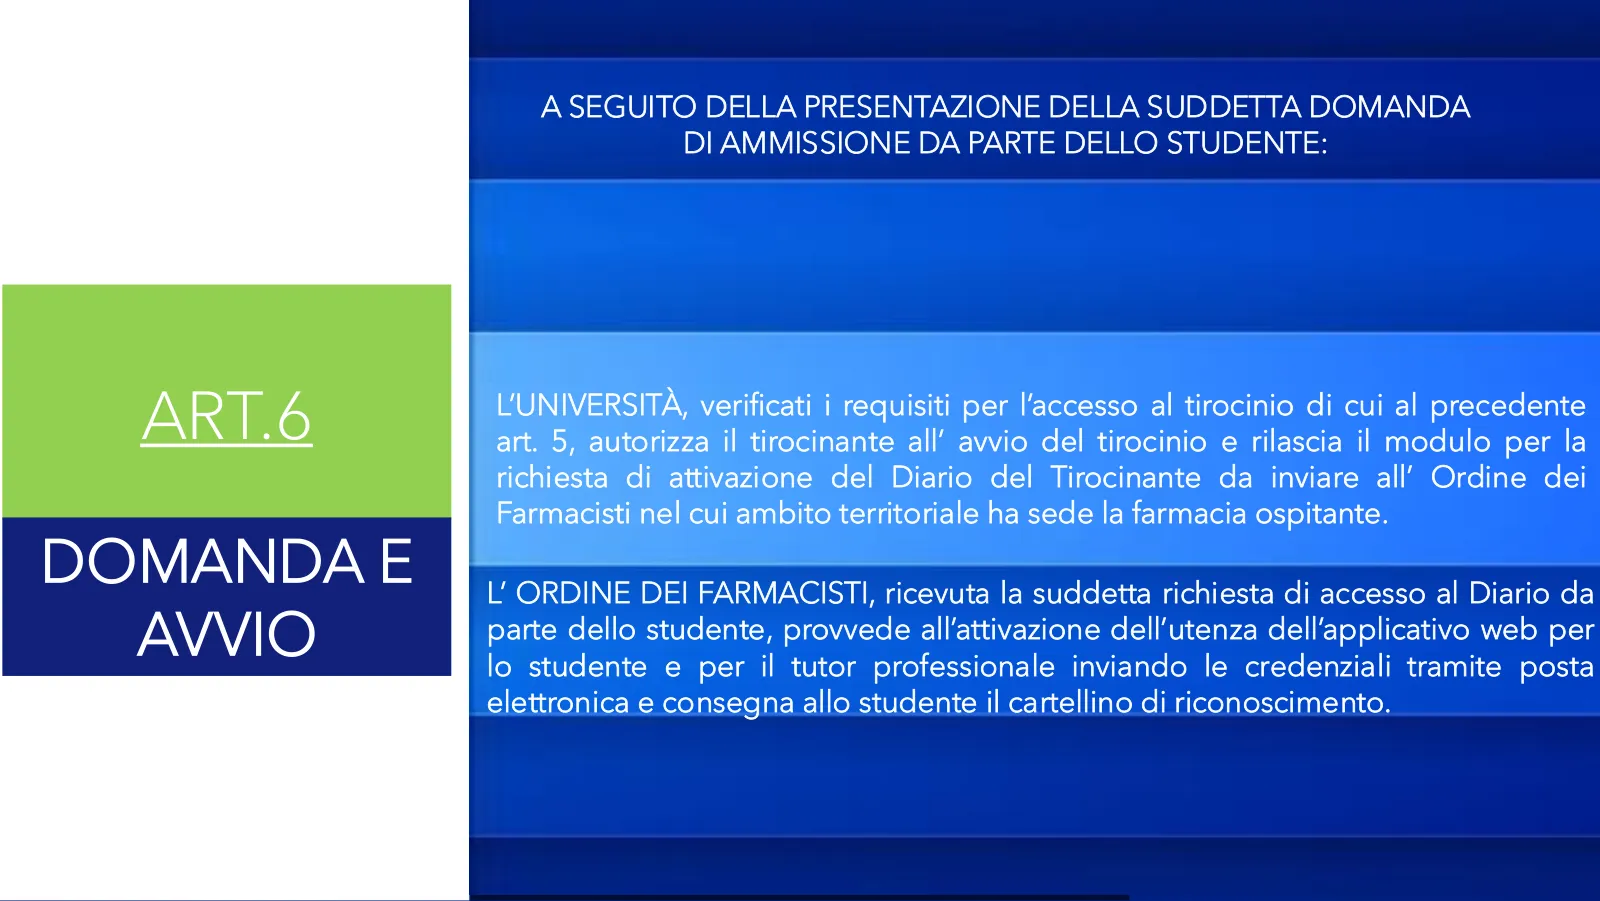 ART.6
DOMANDA E
AVVIO
A SEGUITO DELLA PRESENTAZIONE DELLA SUDDETTA DOMANDA
DI AMMISSIONE DA PARTE DELLO STUDENTE:
L’UNIVERSITÀ, verificati i requisiti per l’accesso al tirocinio di cui al precedente
art. 5, autorizza il tirocinante all’ avvio del tirocinio e rilascia il modulo per la
richiesta di attivazione del Diario del Tirocinante da inviare all’ Ordine dei
Farmacisti nel cui ambito territoriale ha sede la farmacia ospitante.
L’ ORDINE DEI FARMACISTI, ricevuta la suddetta richiesta di accesso al Diario da
parte dello studente, provvede all’attivazione dell’utenza dell’applicativo web per
lo studente e per il tutor professionale inviando le credenziali tramite posta
elettronica e consegna allo studente il cartellino di riconoscimento.